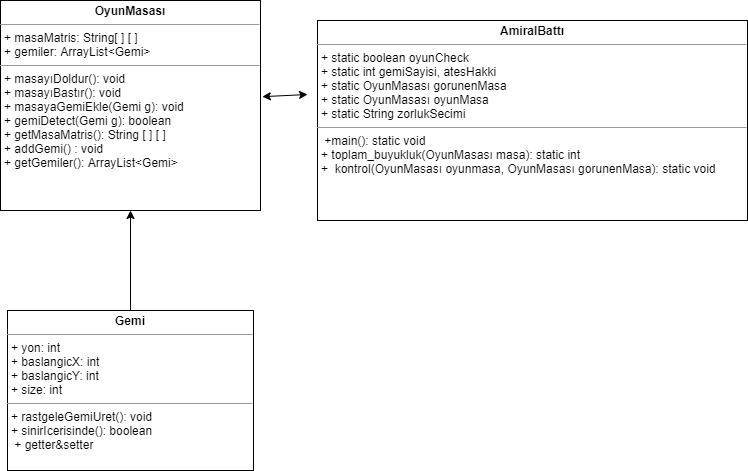 OyunMasası
+ masaMatris: String[ ] [ ]
+ gemiler: ArrayList<Gemi>
+ masayıDoldur(): void
+ masayıBastır(): void
+ masayaGemiEkle(Gemi g): void
+ gemiDetect(Gemi g): boolean
+ getMasaMatris(): String [ ] [ ]
+ addGemi() : void
+ getGemiler(): ArrayList<Gemi>
AmiralBattı
+ static boolean oyunCheck
+ static int gemiSayisi, atesHakki
+ static OyunMasası gorunenMasa
+ static OyunMasası oyunMasa
+ static String zorlukSecimi
+main(): static void
+ toplam_buyukluk(OyunMasası masa): static int
+ kontrol(OyunMasası oyunmasa, OyunMasası gorunenMasa): static void
Gemi
+ yon: int
+ baslangicX: int
+ baslangicY: int
+ size: int
+ rastgeleGemiUret(): void
+ sinirIcerisinde(): boolean
+ getter&setter